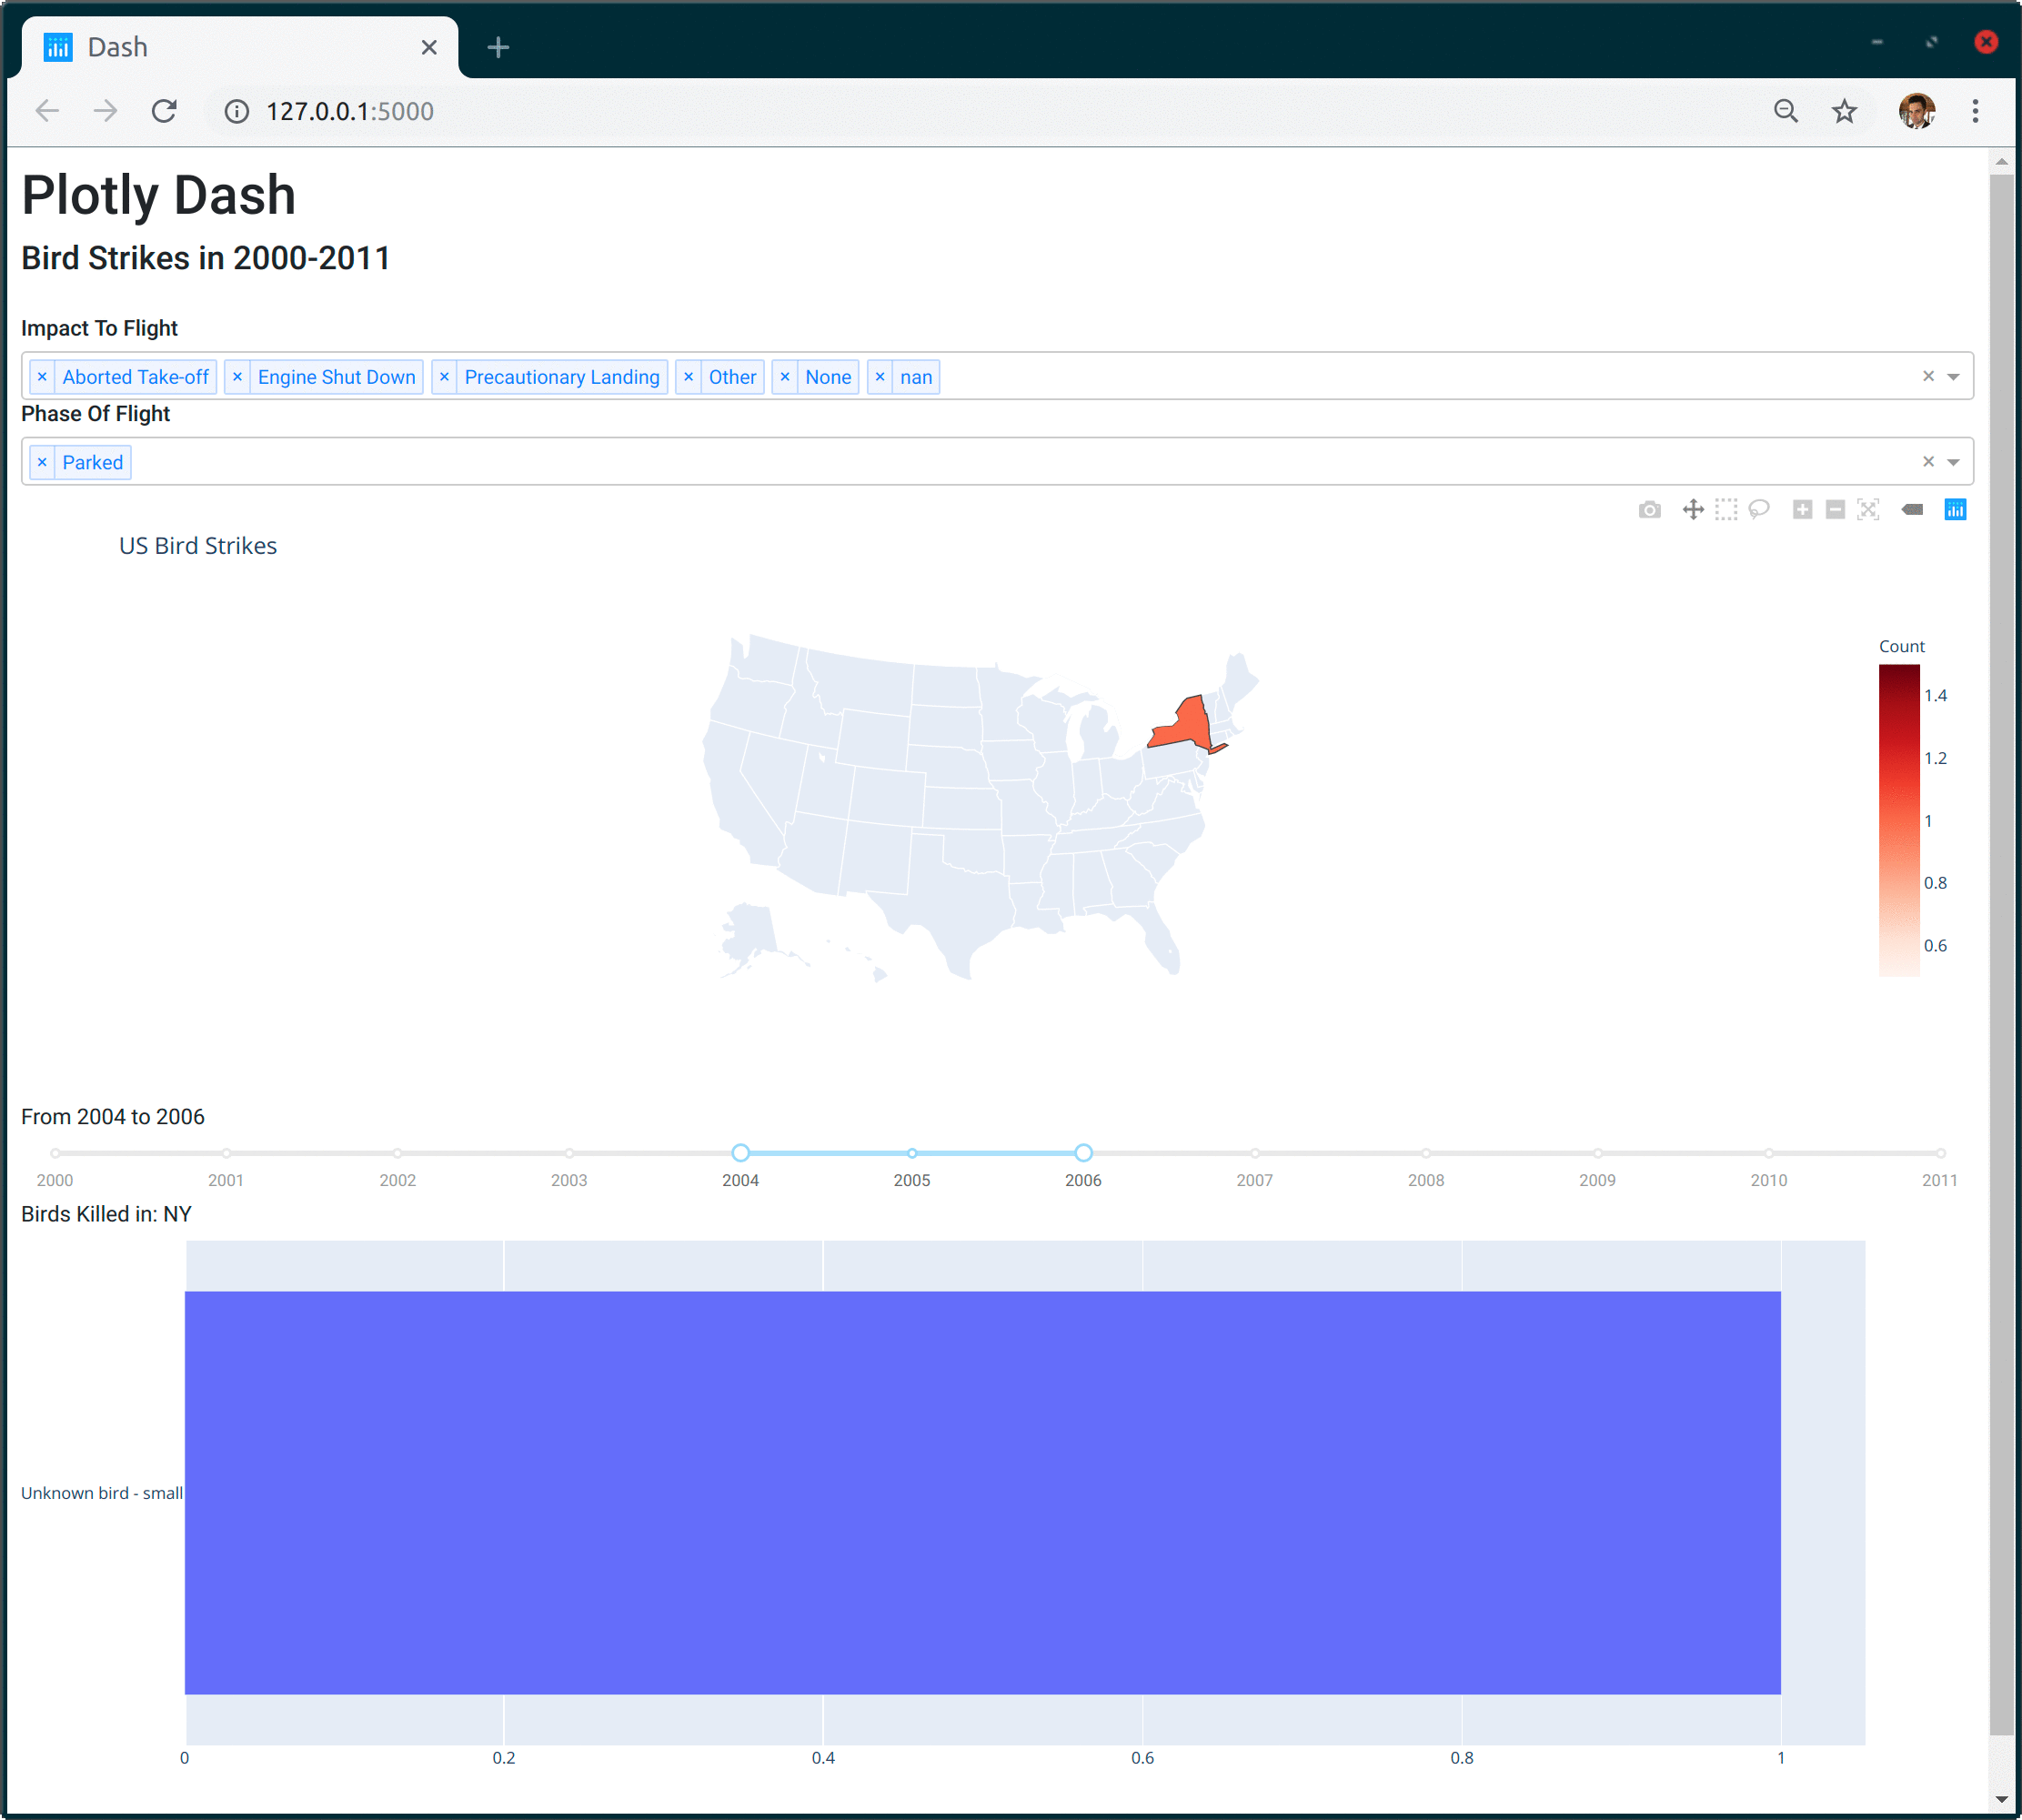 Dash
127.0.0.1:5000
Plotly Dash
Bird Strikes in 2000-2011
Impact To Flight
× Aborted Take-off × Engine Shut Down × Precautionary Landing × Other × None × nan
Phase Of Flight
× Parked
US Bird Strikes
Count
1.4
1.2
1
0.8
0.6
From 2004 to 2006
2000 2001 2002 2003 2004 2005 2006 2007 2008 2009 2010 2011
Birds Killed in: NY
Unknown bird - small
0 0.2 0.4 0.6 0.8 1